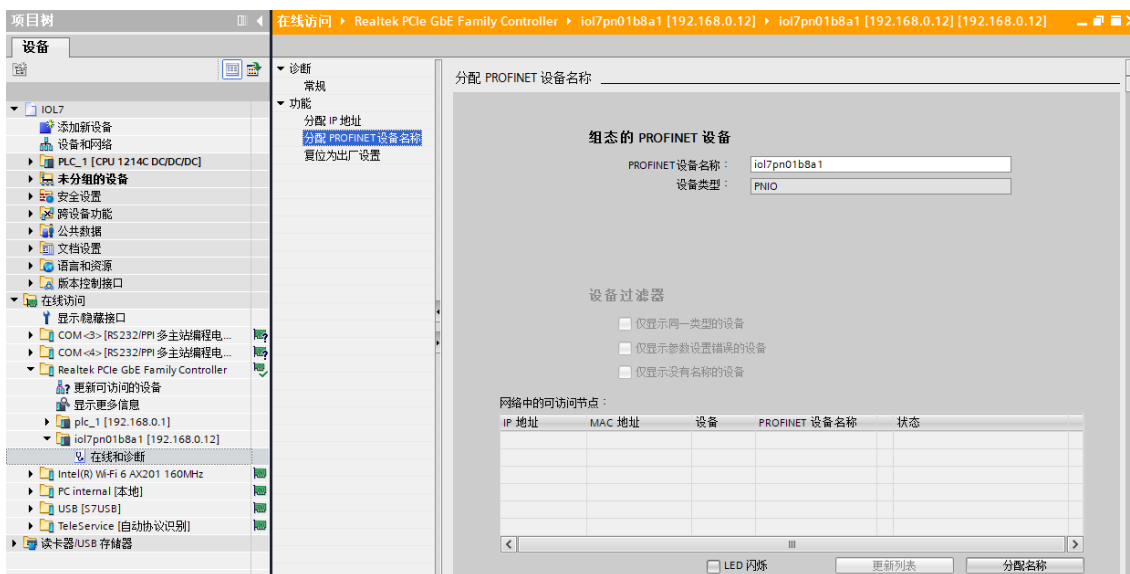 项目树
在线访问 ▸ Realtek PCIe GbE Family Controller ▸ iol7pn01b8a1 [192.168.0.12] ▸ iol7pn01b8a1 [192.168.0.12] [192.168.0.12]
设备
IOL7
添加新设备
设备和网络
PLC_1 [CPU 1214C DC/DC/DC]
未分组的设备
安全设置
跨设备功能
公共数据
文档设置
语言和资源
版本控制接口
在线访问
显示/隐藏接口
COM <3> [RS232/PPI 多主站编程电...
COM <4> [RS232/PPI 多主站编程电...
Realtek PCIe GbE Family Controller
更新可访问的设备
显示更多信息
plc_1 [192.168.0.1]
iol7pn01b8a1 [192.168.0.12]
在线和诊断
Intel(R) Wi-Fi 6 AX201 160MHz
PC internal [本地]
USB [S7USB]
TeleService [自动协议识别]
读卡器/USB 存储器
诊断
常规
功能
分配 IP 地址
分配 PROFINET 设备名称
复位为出厂设置
分配 PROFINET 设备名称
组态的 PROFINET 设备
PROFINET 设备名称： iol7pn01b8a1
设备类型： PNIO
设备过滤器
仅显示同一类型的设备
仅显示参数设置错误的设备
仅显示没有名称的设备
网络中的可访问节点：
IP 地址 MAC 地址 设备 PROFINET 设备名称 状态
LED 闪烁 更新列表 分配名称